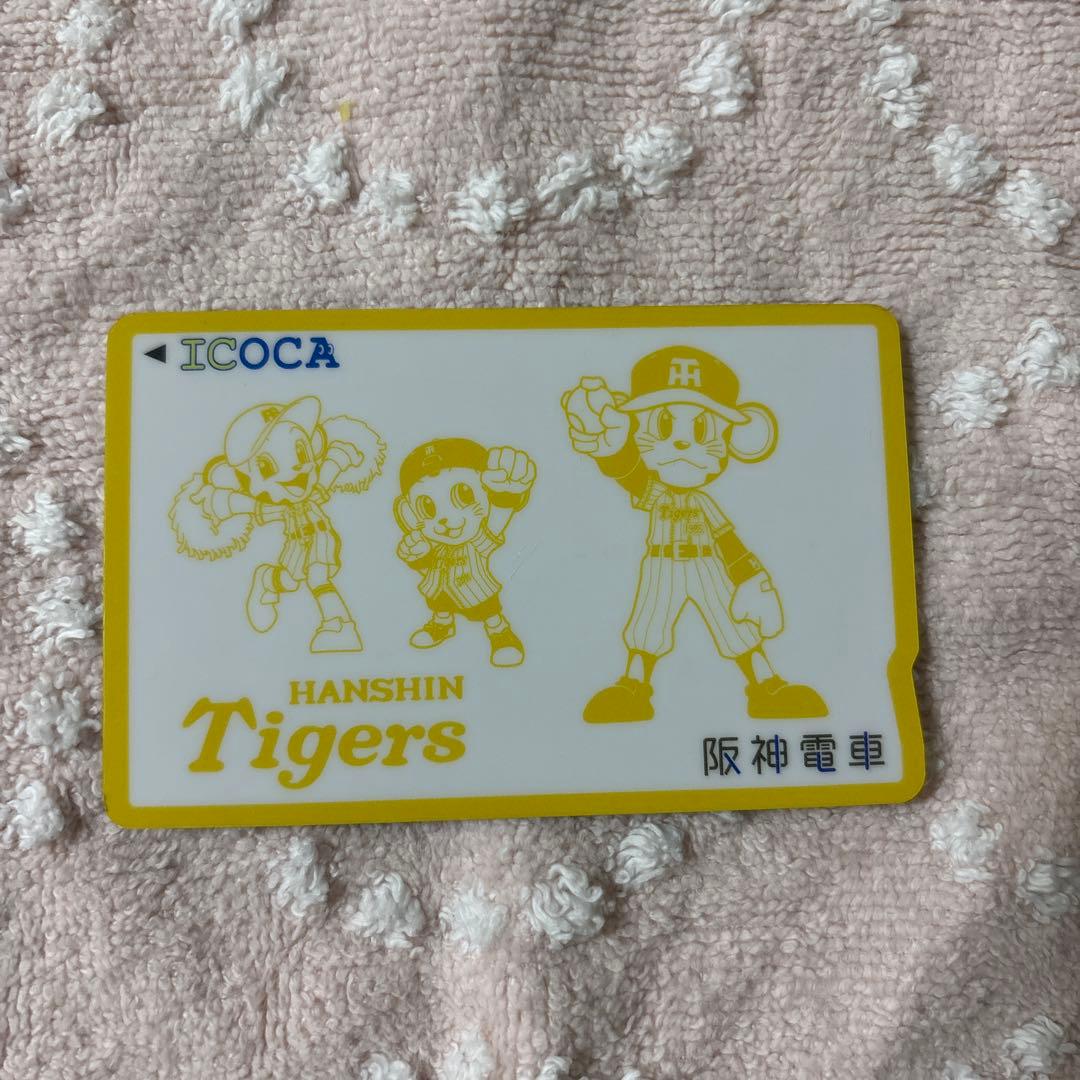 ICOCA
HANSHIN
Tigers
阪神電車